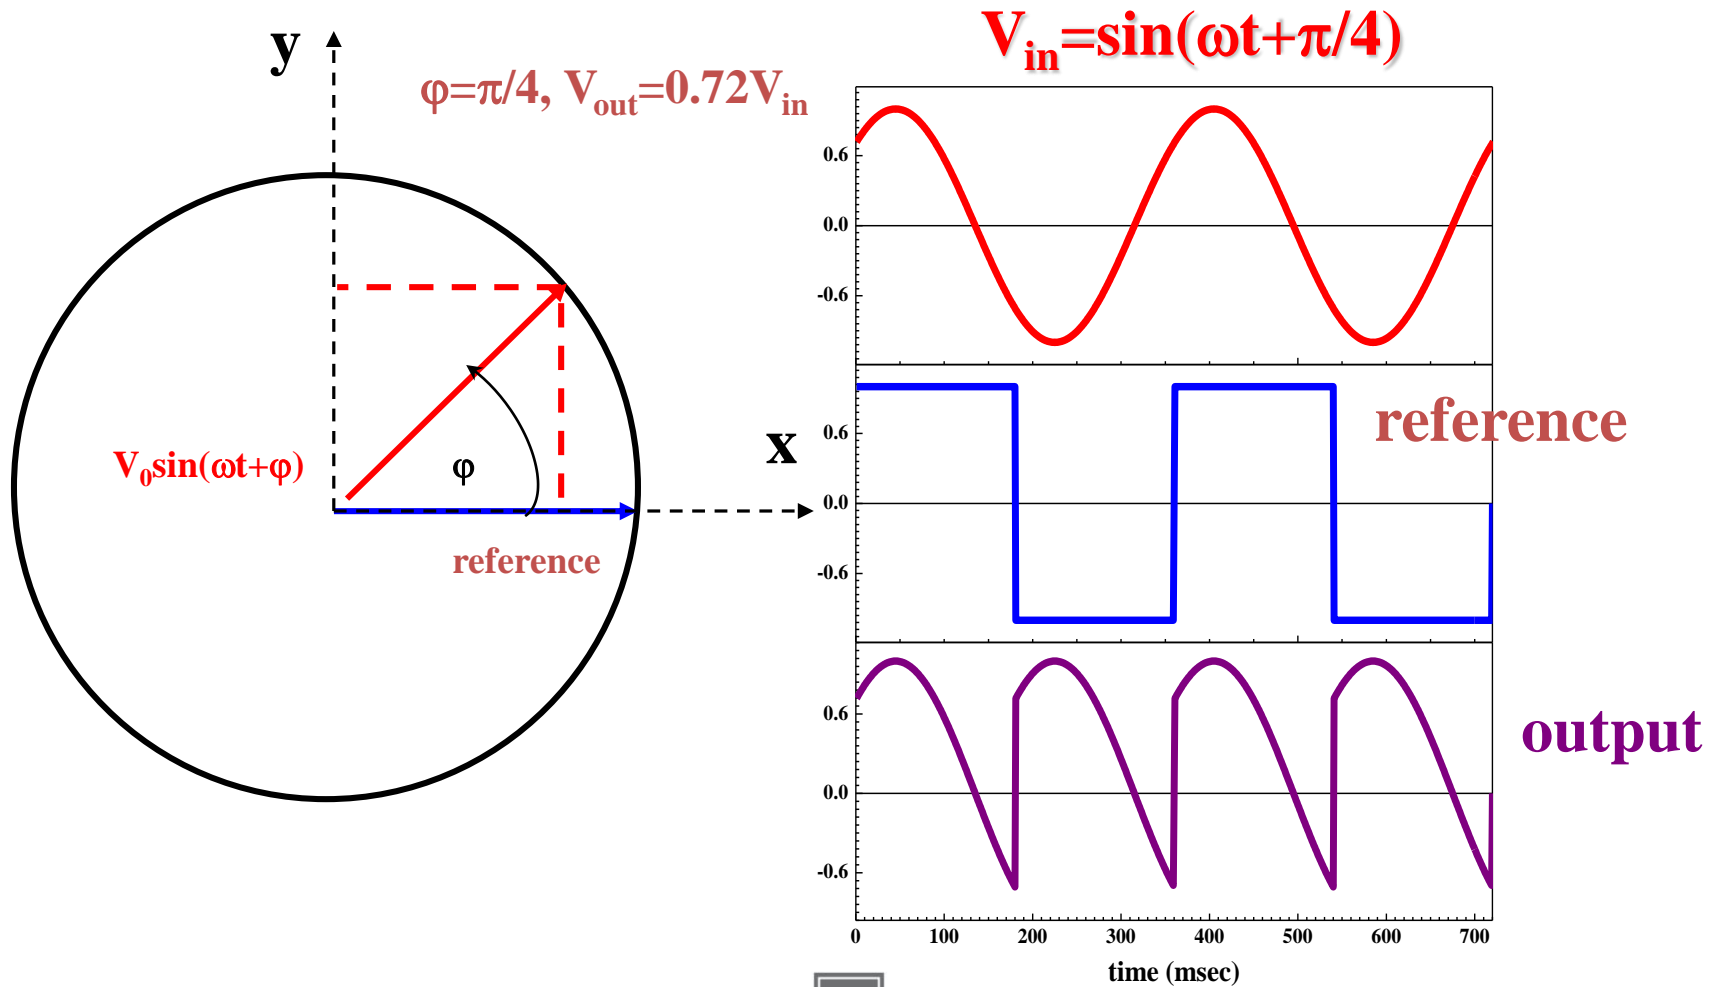 y
φ=π/4, Vout=0.72Vin
Vin=sin(ωt+π/4)
0.6
0.0
-0.6
reference
0.6
0.0
-0.6
x
V0sin(ωt+φ)
φ
reference
output
0.6
0.0
-0.6
0 100 200 300 400 500 600 700
time (msec)